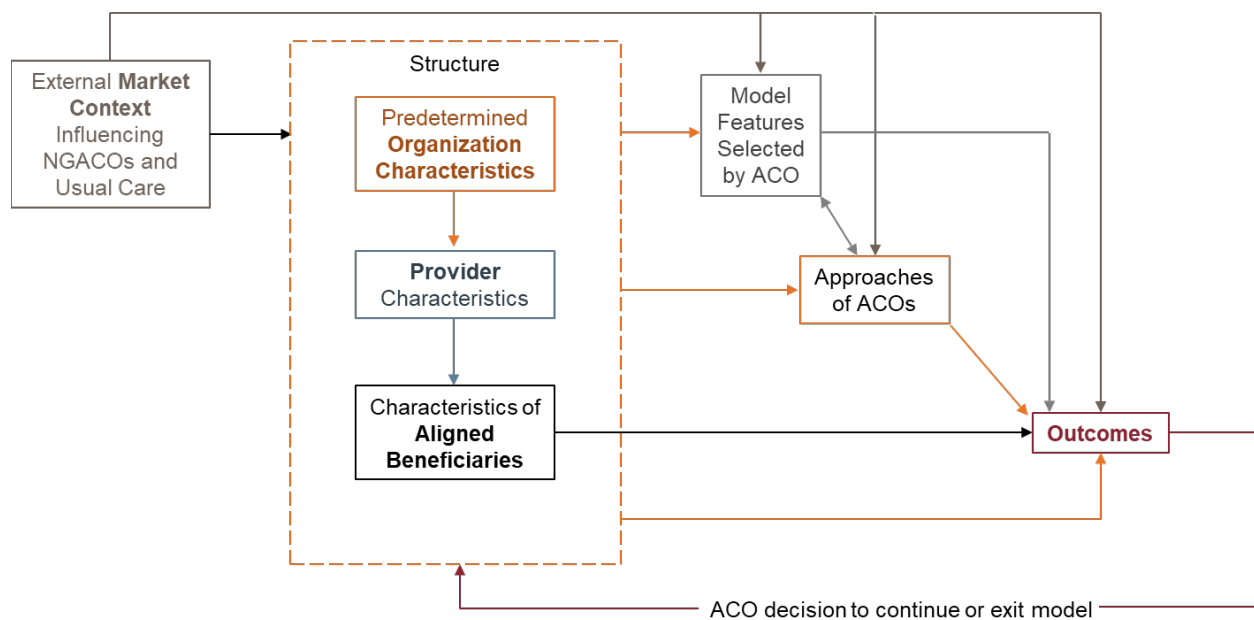 External Market
Context
Influencing
NGACOs and
Usual Care
Structure
Predetermined
Organization
Characteristics
Provider
Characteristics
Characteristics of
Aligned
Beneficiaries
Model
Features
Selected
by ACO
Approaches
of ACOs
Outcomes
ACO decision to continue or exit model